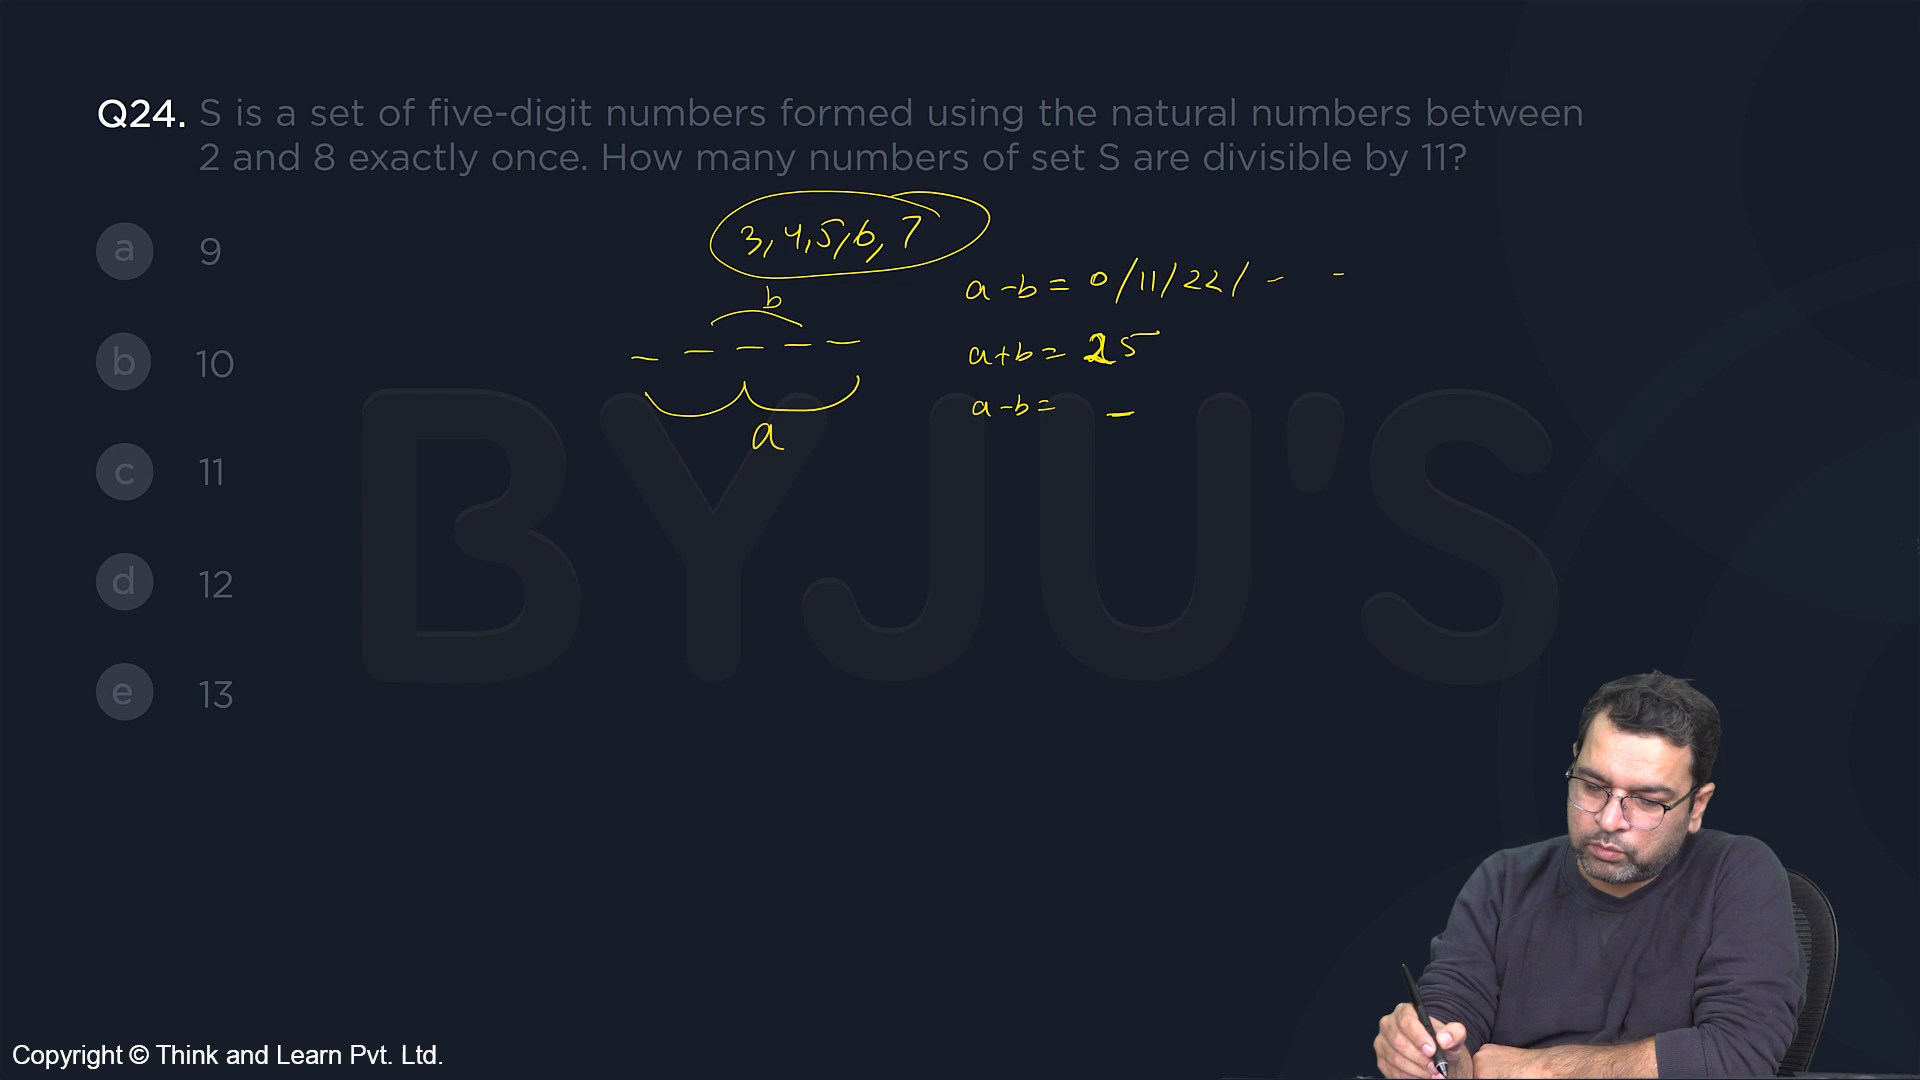 Q24. S is a set of five-digit numbers formed using the natural numbers between
2 and 8 exactly once. How many numbers of set S are divisible by 11?
3, 4, 5, 6, 7
a 9
a - b = 0/11/22/ - -
b
b 10
a + b = 25
a - b = -
a
c 11
BYJU'S
d 12
e 13
Copyright © Think and Learn Pvt. Ltd.